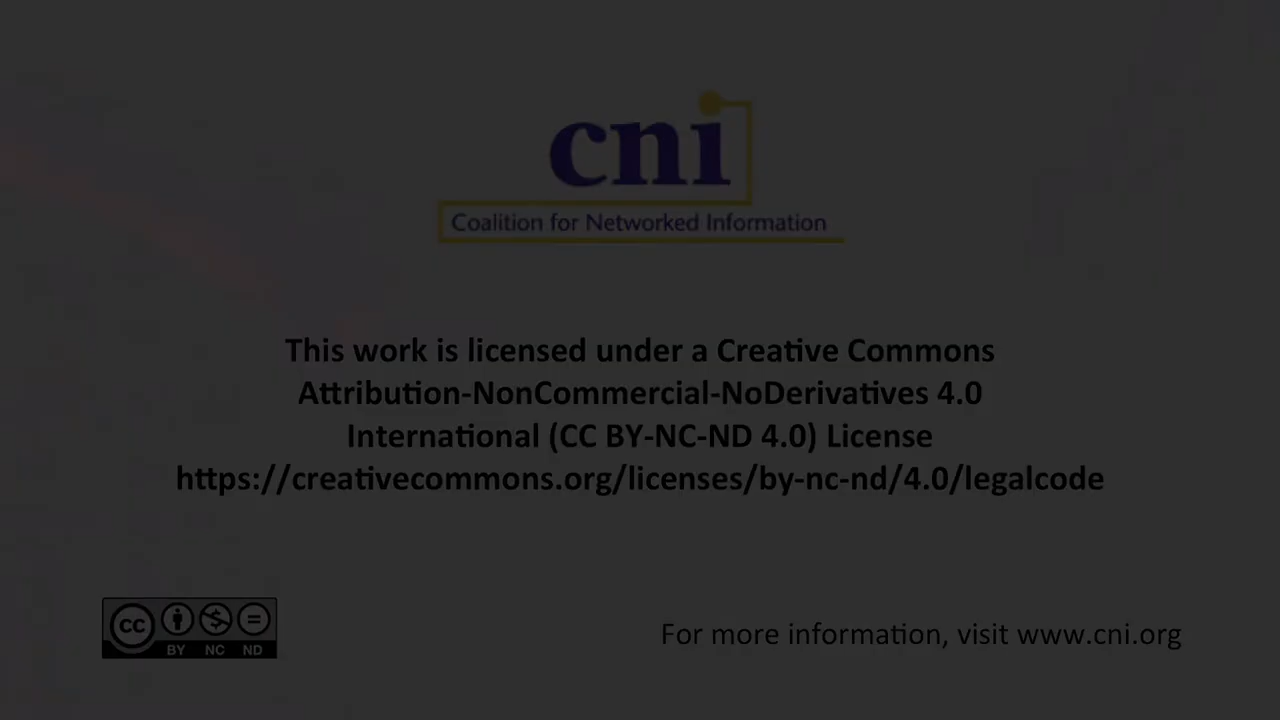 cni
Coalition for Networked Information
This work is licensed under a Creative Commons
Attribution-NonCommercial-NoDerivatives 4.0
International (CC BY-NC-ND 4.0) License
https://creativecommons.org/licenses/by-nc-nd/4.0/legalcode
cc
BY NC ND
For more information, visit www.cni.org